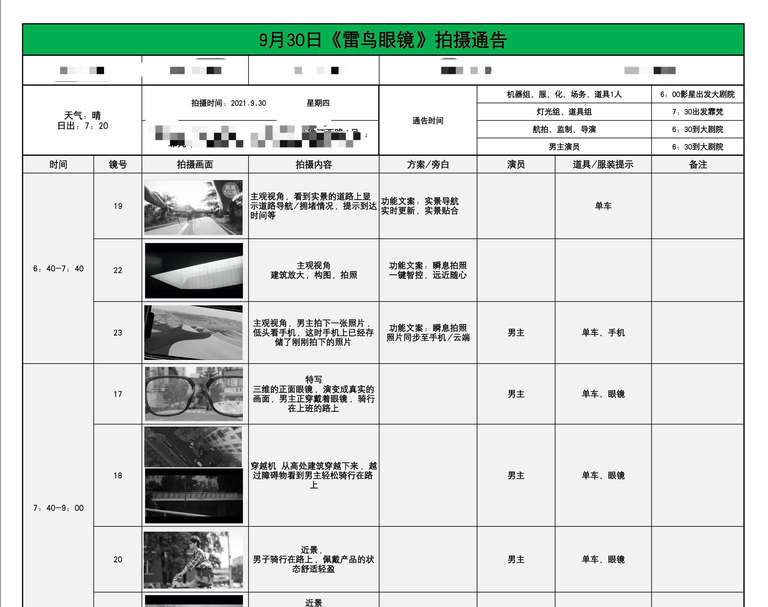 9月30日《雷鸟眼镜》拍摄通告
天气：晴
日出：7：20
拍摄时间：2021.9.30 星期四
通告时间
机器组、服、化、场务、道具1人
6：00影星出发大剧院
灯光组、道具组
7：30出发霏梵
航拍、监制、导演
6：30到大剧院
男主演员
6：30到大剧院
时间 镜号 拍摄画面 拍摄内容 方案/旁白 演员 道具/服装提示 备注
6：40-7：40
19
主观视角，看到实景的道路上显
示道路导航/拥堵情况，提示到达
时间等
功能文案：实景导航
实时更新，实景贴合
单车
22
主观视角
建筑放大，构图，拍照
功能文案：瞬息拍照
一键智控，远近随心
23
主观视角，男主拍下一张照片，
低头看手机，这时手机上已经存
储了刚刚拍下的照片
功能文案：瞬息拍照
照片同步至手机/云端
男主
单车、手机
7：40-9：00
17
特写
三维的正面眼镜，演变成真实的
画面，男主正穿戴着眼镜，骑行
在上班的路上
男主
单车、眼镜
18
穿越机 从高处建筑穿越下来，越
过障碍物看到男主轻松骑行在路
上
男主
单车、眼镜
20
近景，
男子骑行在路上，佩戴产品的状
态舒适轻盈
男主
单车、眼镜
近景